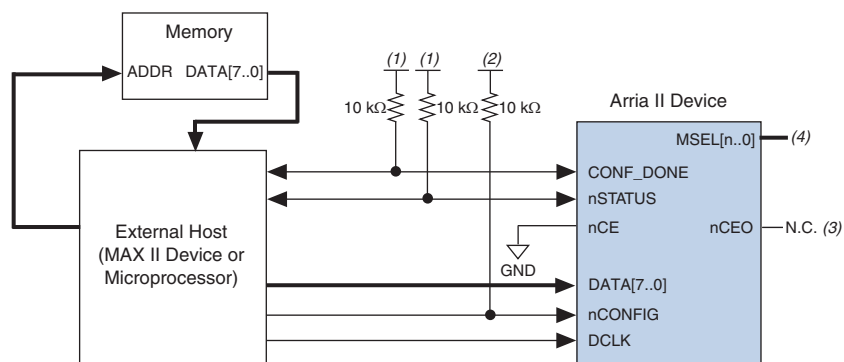 Memory
ADDR DATA[7..0]
(1) (1) (2)
10 kΩ 10 kΩ 10 kΩ
Arria II Device
MSEL[n..0] (4)
CONF_DONE
nSTATUS
nCE nCEO N.C. (3)
GND
External Host
(MAX II Device or
Microprocessor)
DATA[7..0]
nCONFIG
DCLK